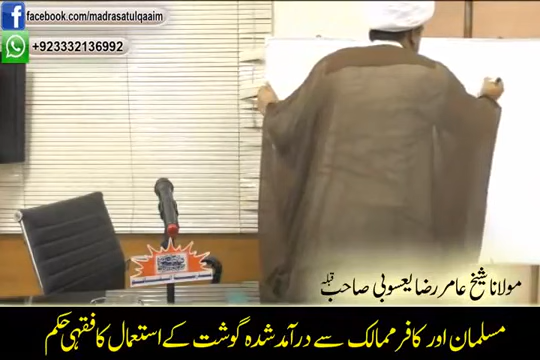 facebook.com/madrasatulqaaim
+923332136992
مولانا شیخ عامر رضا یعسوبی صاحب قبلہ
مسلمان اور کافر ممالک سے درآمد شدہ گوشت کے استعمال کا فقہی حکم